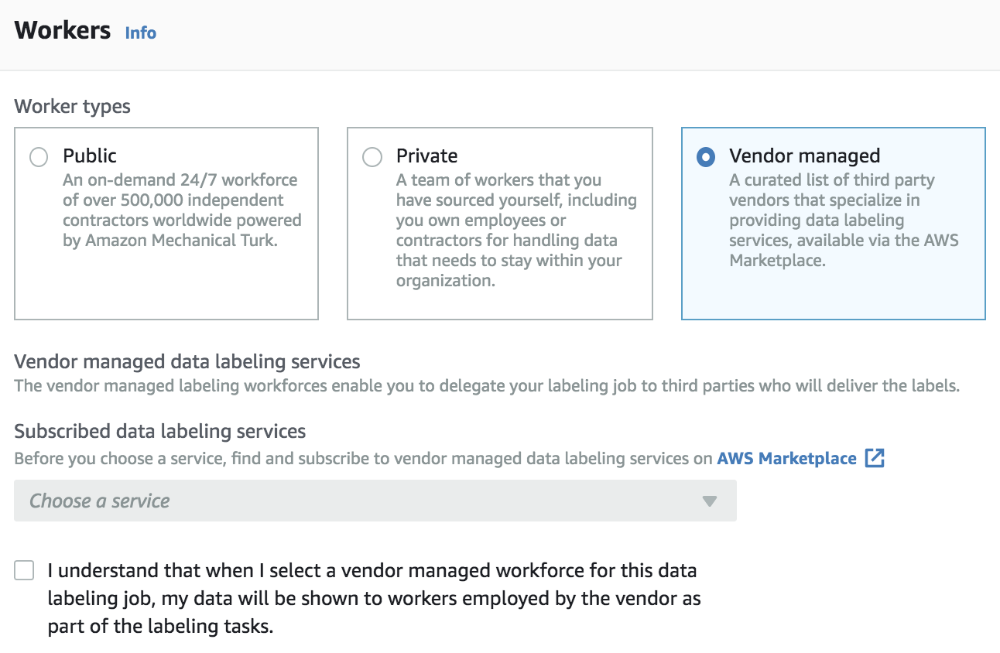 Workers Info
Worker types
Public
An on-demand 24/7 workforce
of over 500,000 independent
contractors worldwide powered
by Amazon Mechanical Turk.
Private
A team of workers that you
have sourced yourself, including
you own employees or
contractors for handling data
that needs to stay within your
organization.
Vendor managed
A curated list of third party
vendors that specialize in
providing data labeling
services, available via the AWS
Marketplace.
Vendor managed data labeling services
The vendor managed labeling workforces enable you to delegate your labeling job to third parties who will deliver the labels.
Subscribed data labeling services
Before you choose a service, find and subscribe to vendor managed data labeling services on AWS Marketplace
Choose a service
I understand that when I select a vendor managed workforce for this data
labeling job, my data will be shown to workers employed by the vendor as
part of the labeling tasks.